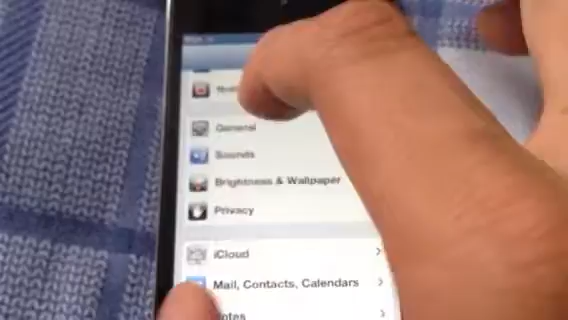 General
Sounds
Brightness & Wallpaper
Privacy
iCloud
Mail, Contacts, Calendars